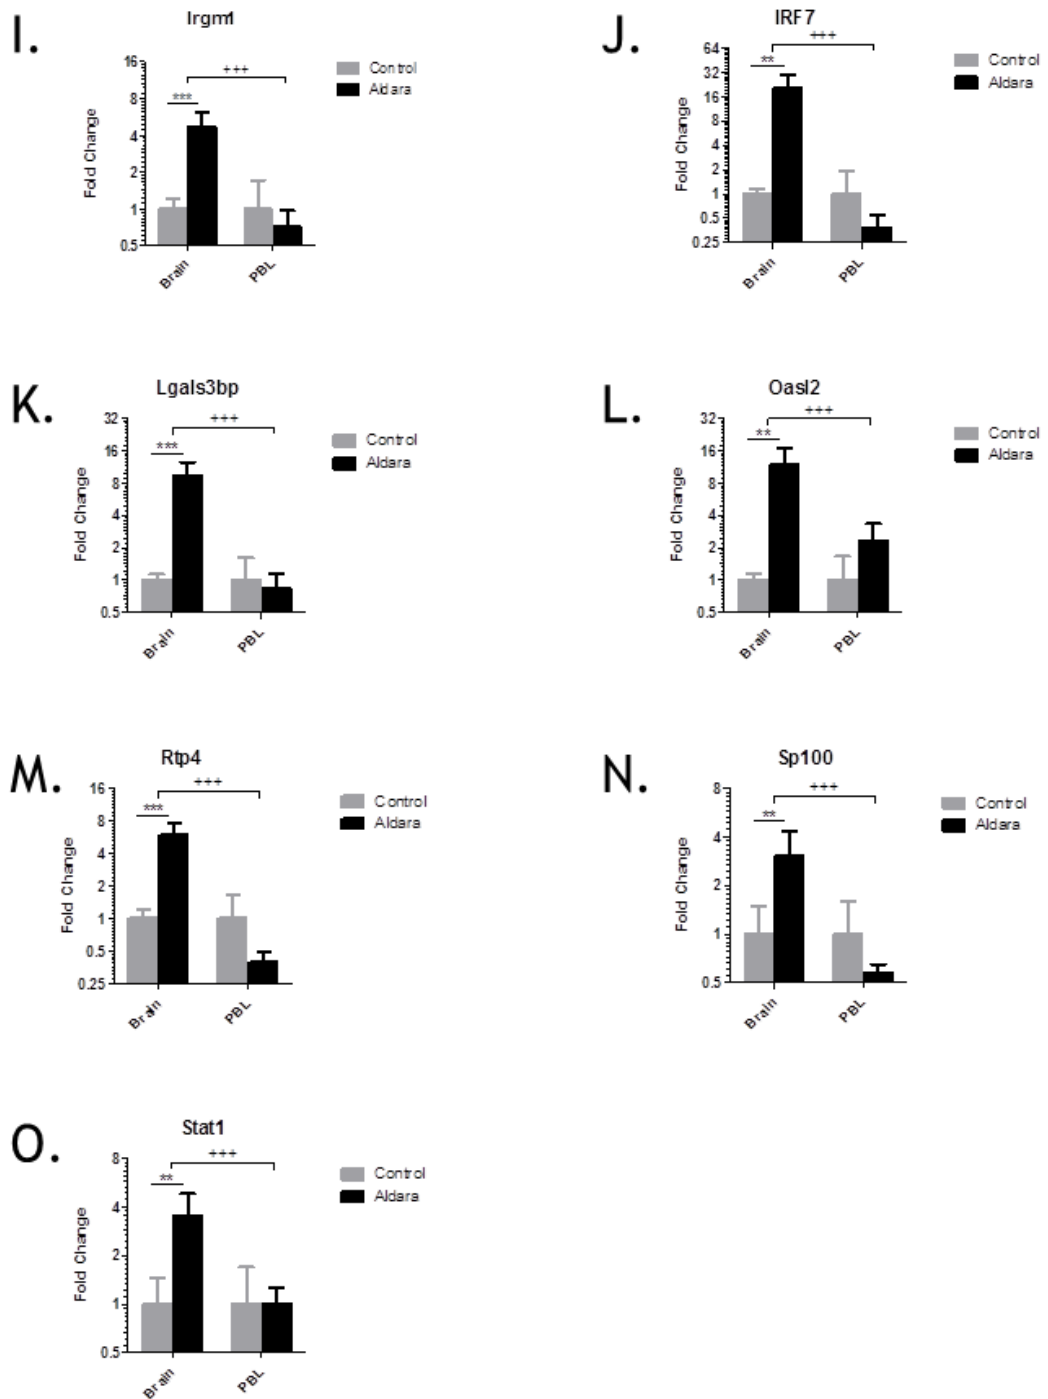 I.
Irgm1
+++
***
Control
Aldara
Fold Change
16
8
4
2
1
0.5
Brain
PBL
J.
IRF7
+++
**
Control
Aldara
Fold Change
64
32
16
8
4
2
1
0.5
0.25
Brain
PBL
K.
Lgals3bp
+++
***
Control
Aldara
Fold Change
32
16
8
4
2
1
0.5
Brain
PBL
L.
Oasl2
+++
**
Control
Aldara
Fold Change
32
16
8
4
2
1
0.5
Brain
PBL
M.
Rtp4
+++
***
Control
Aldara
Fold Change
16
8
4
2
1
0.5
0.25
Brain
PBL
N.
Sp100
+++
**
Control
Aldara
Fold Change
8
4
2
1
0.5
Brain
PBL
O.
Stat1
+++
**
Control
Aldara
Fold Change
8
4
2
1
0.5
Brain
PBL